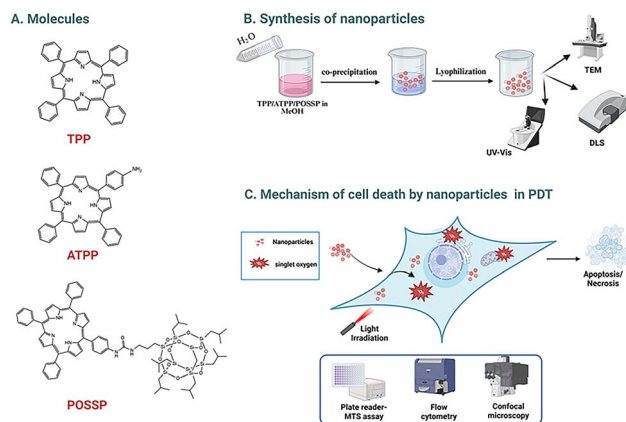 A. Molecules
TPP
ATPP
POSSP
B. Synthesis of nanoparticles
H2O
TPP/ATPP/POSSP in
MeOH
co-precipitation
Lyophilization
TEM
DLS
UV-Vis
C. Mechanism of cell death by nanoparticles in PDT
Nanoparticles
singlet oxygen
Light
Irradiation
Apoptosis/
Necrosis
Plate reader-
MTS assay
Flow
cytometry
Confocal
microscopy